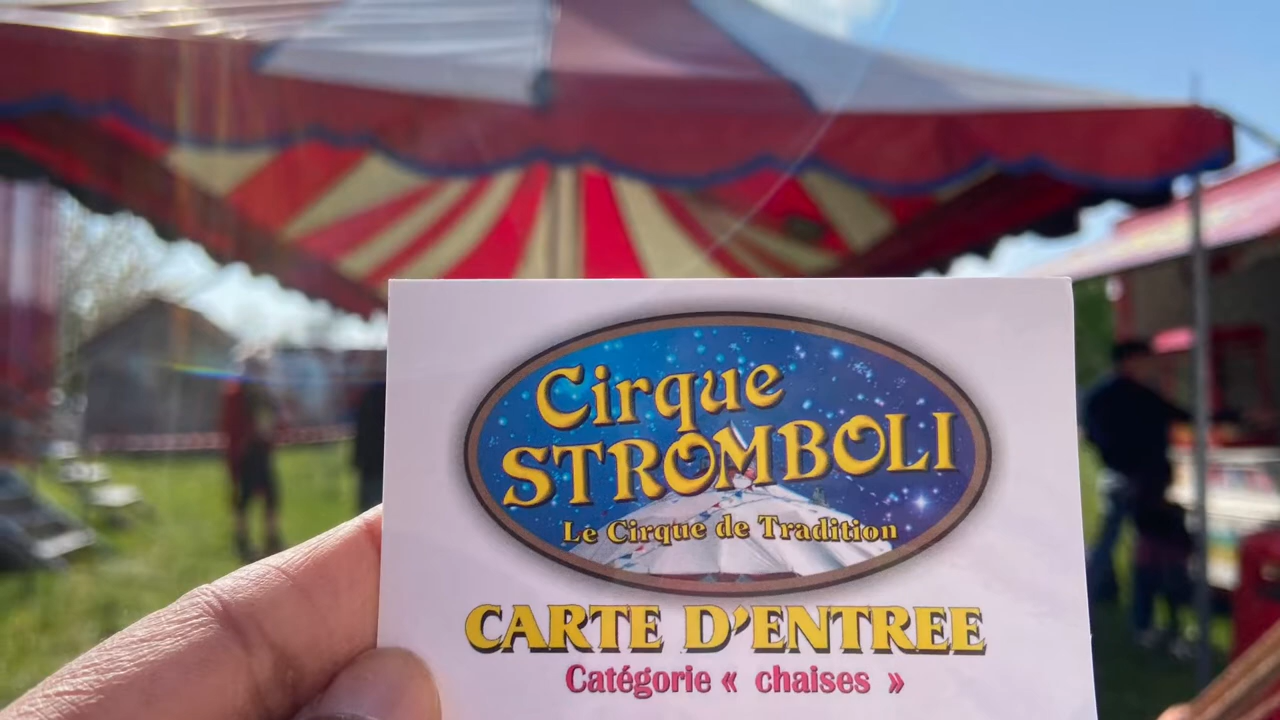 Cirque
STROMBOLI
Le Cirque de Tradition
CARTE D'ENTREE
Catégorie « chaises »